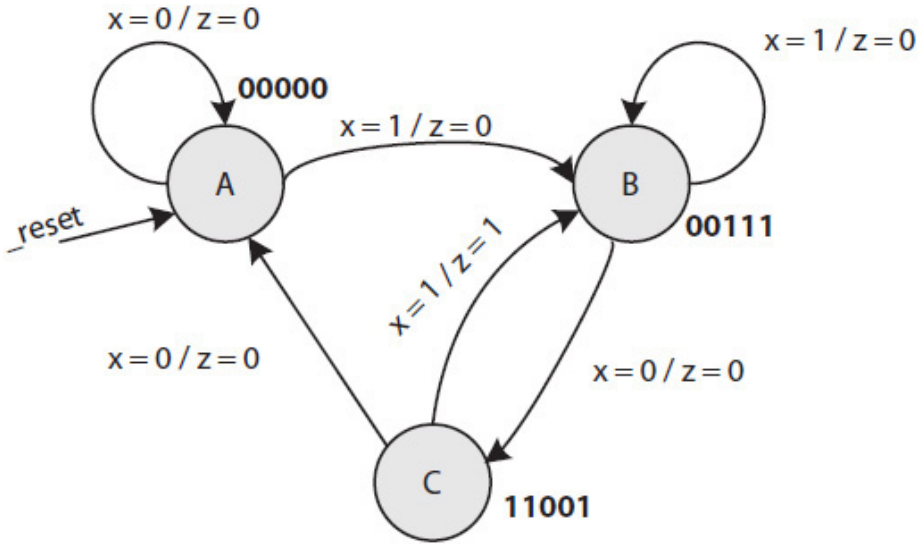 x = 0 / z = 0
00000
x = 1 / z = 0
x = 1 / z = 0
A
B
_reset
00111
x = 1 / z = 1
x = 0 / z = 0
x = 0 / z = 0
C
11001